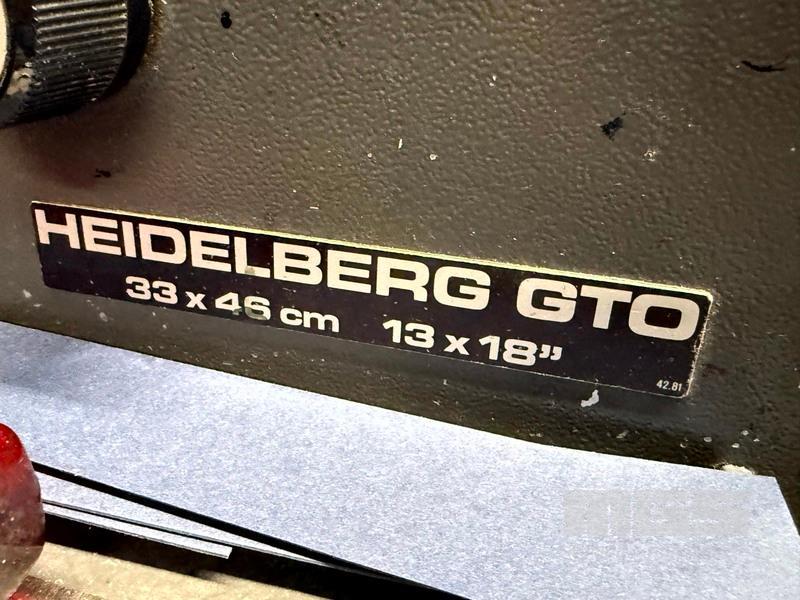 HEIDELBERG GTO
33 x 46 cm 13 x 18”
42.81